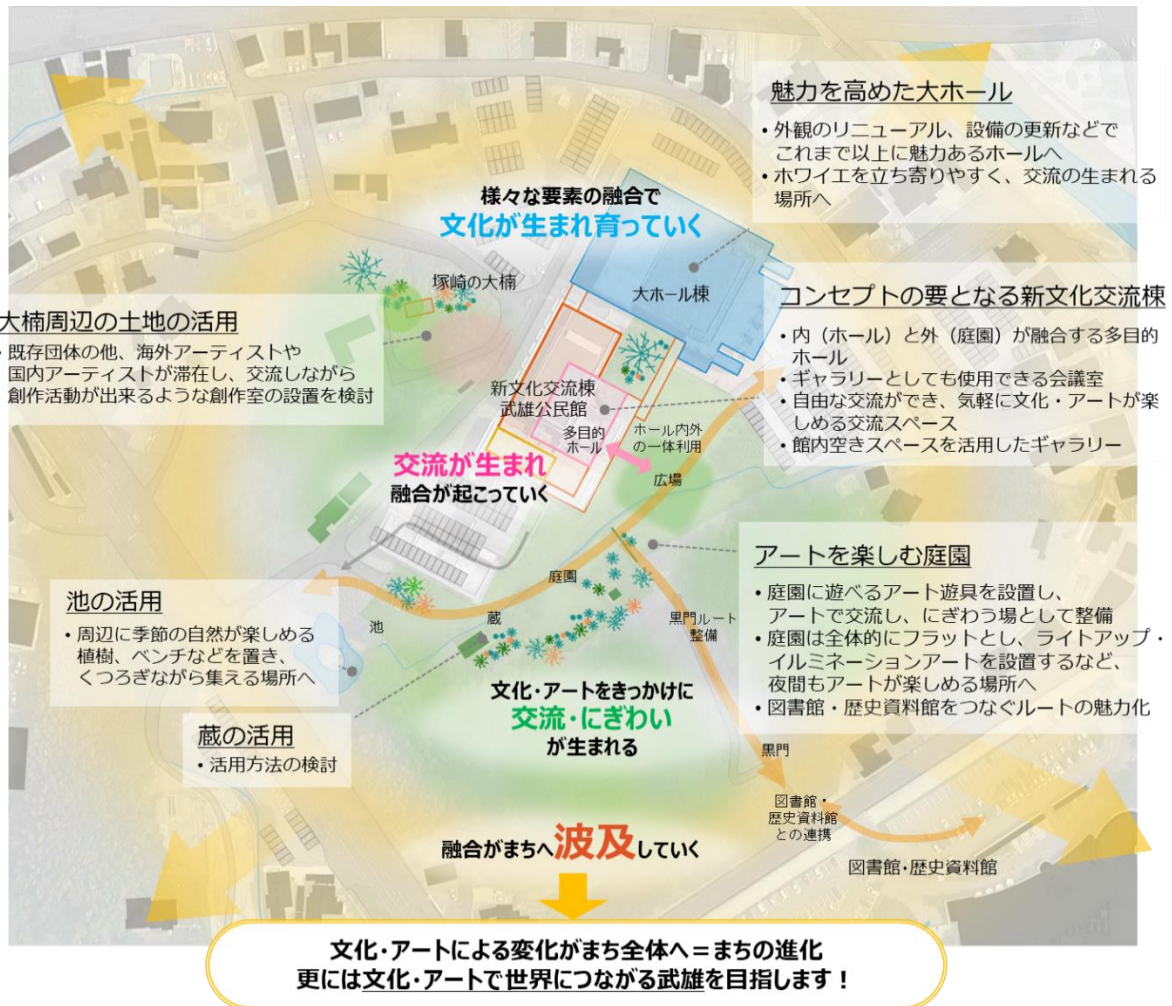 魅力を高めた大ホール
・外観のリニューアル、設備の更新などで
これまで以上に魅力あるホールへ
・ホワイエを立ち寄りやすく、交流の生まれる
場所へ
様々な要素の融合で
文化が生まれ育っていく
塚崎の大楠
大ホール棟
大楠周辺の土地の活用
・既存団体の他、海外アーティストや
国内アーティストが滞在し、交流しながら
創作活動が出来るような創作室の設置を検討
コンセプトの要となる新文化交流棟
・内（ホール）と外（庭園）が融合する多目的
ホール
・ギャラリーとしても使用できる会議室
・自由な交流ができ、気軽に文化・アートが楽
しめる交流スペース
・館内空きスペースを活用したギャラリー
新文化交流棟
武雄公民館
多目的
ホール
ホール内外
の一体利用
広場
交流が生まれ
融合が起こっていく
アートを楽しむ庭園
・庭園に遊べるアート遊具を設置し、
アートで交流し、にぎわう場として整備
・庭園は全体的にフラットとし、ライトアップ・
イルミネーションアートを設置するなど、
夜間もアートが楽しめる場所へ
・図書館・歴史資料館をつなぐルートの魅力化
池の活用
・周辺に季節の自然が楽しめる
植樹、ベンチなどを置き、
くつろぎながら集える場所へ
池
蔵
庭園
黒門ルート
整備
蔵の活用
・活用方法の検討
文化・アートをきっかけに
交流・にぎわい
が生まれる
黒門
図書館・
歴史資料館
との連携
図書館・歴史資料館
融合がまちへ波及していく
文化・アートによる変化がまち全体へ＝まちの進化
更には文化・アートで世界につながる武雄を目指します！